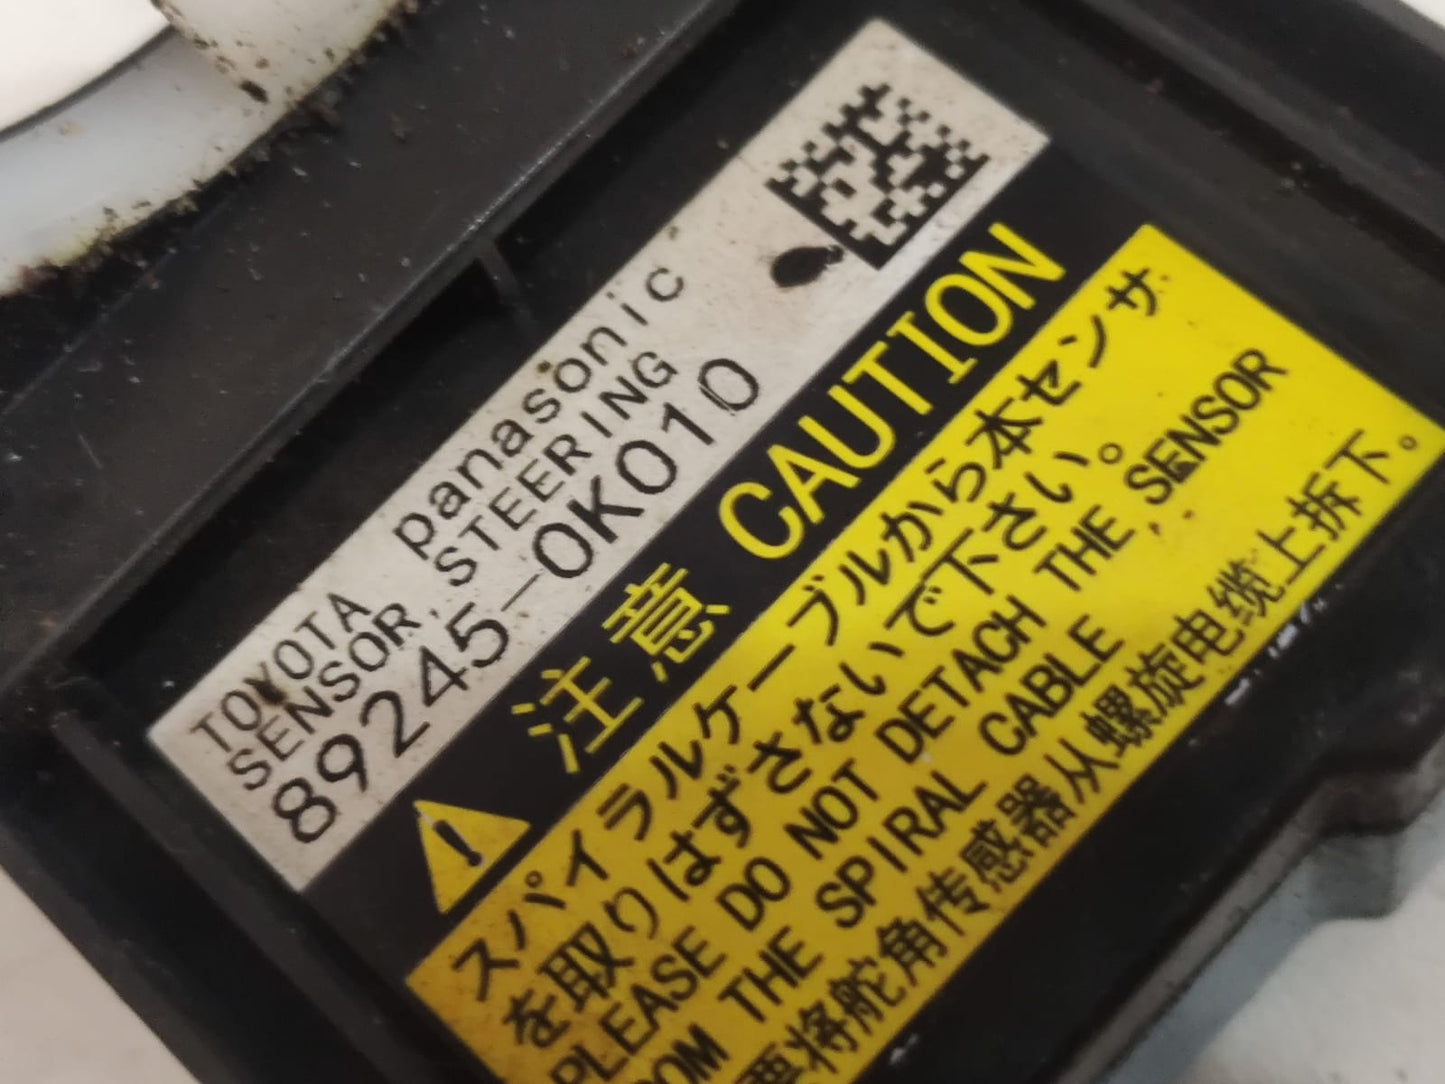 panasonic
TOYOTA
SENSOR, STEERING
89245-0K010
注意 CAUTION
スパイラルケーブルから本センサ
を取りはずさないで下さい。
PLEASE DO NOT DETACH THE SENSOR
THE SPIRAL CABLE
要将舵角传感器从螺旋电缆上拆下。